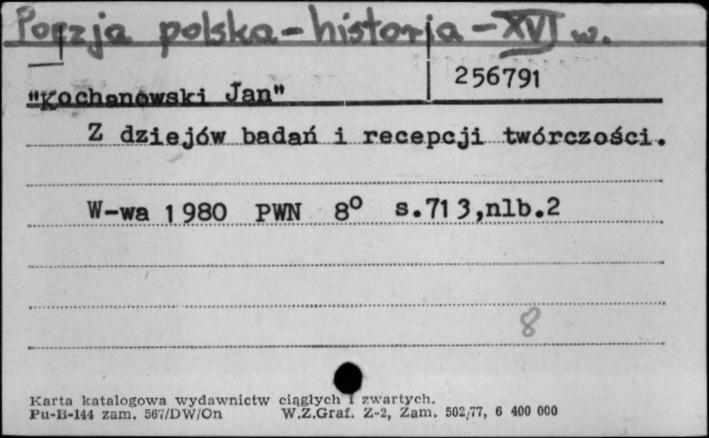 Poezja polska - historja - XVI w.
256791
"Kochanowski Jan"
Z dziejów badań i recepcji twórczości.
W-wa 1980 PWN 8° s.713,nlb.2
8
Karta katalogowa wydawnictw ciągłych i zwartych.
Pu-B-144 zam. 567/DW/On W.Z.Graf. Z-2, Zam. 502/77, 6 400 000